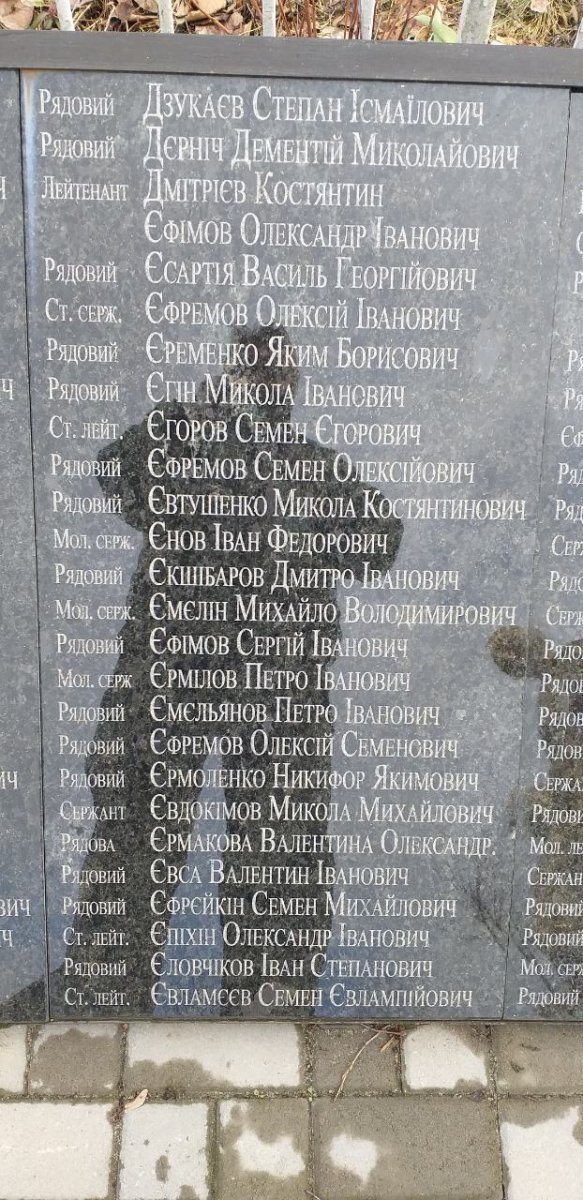 Рядовий Дзукаєв Степан Ісмаїлович
Рядовий Дєрніч Дементій Миколайович
Лейтенант Дмітрієв Костянтин
Єфімов Олександр Іванович
Рядовий Єсартія Василь Георгійович
Ст. серж. Єфремов Олексій Іванович
Рядовий Єременко Яким Борисович
Рядовий Єгін Микола Іванович
Ст. лейт. Єгоров Семен Єгорович
Рядовий Єфремов Семен Олексійович
Рядовий Євтушенко Микола Костянтинович
Мол. серж. Єнов Іван Федорович
Рядовий Єкшібаров Дмитро Іванович
Мол. серж. Ємєлін Михайло Володимирович
Рядовий Єфімов Сергій Іванович
Мол. серж Єрмілов Петро Іванович
Рядовий Ємєльянов Петро Іванович
Рядовий Єфремов Олексій Семенович
Рядовий Єрмоленко Никифор Якимович
Сержант Євдокімов Микола Михайлович
Рядова Єрмакова Валентина Олександр.
Рядовий Євса Валентин Іванович
Рядовий Єфрєйкін Семен Михайлович
Ст. лейт. Єпіхін Олександр Іванович
Рядовий Єловчіков Іван Степанович
Ст. лейт. Євламєєв Семен Євлампійович